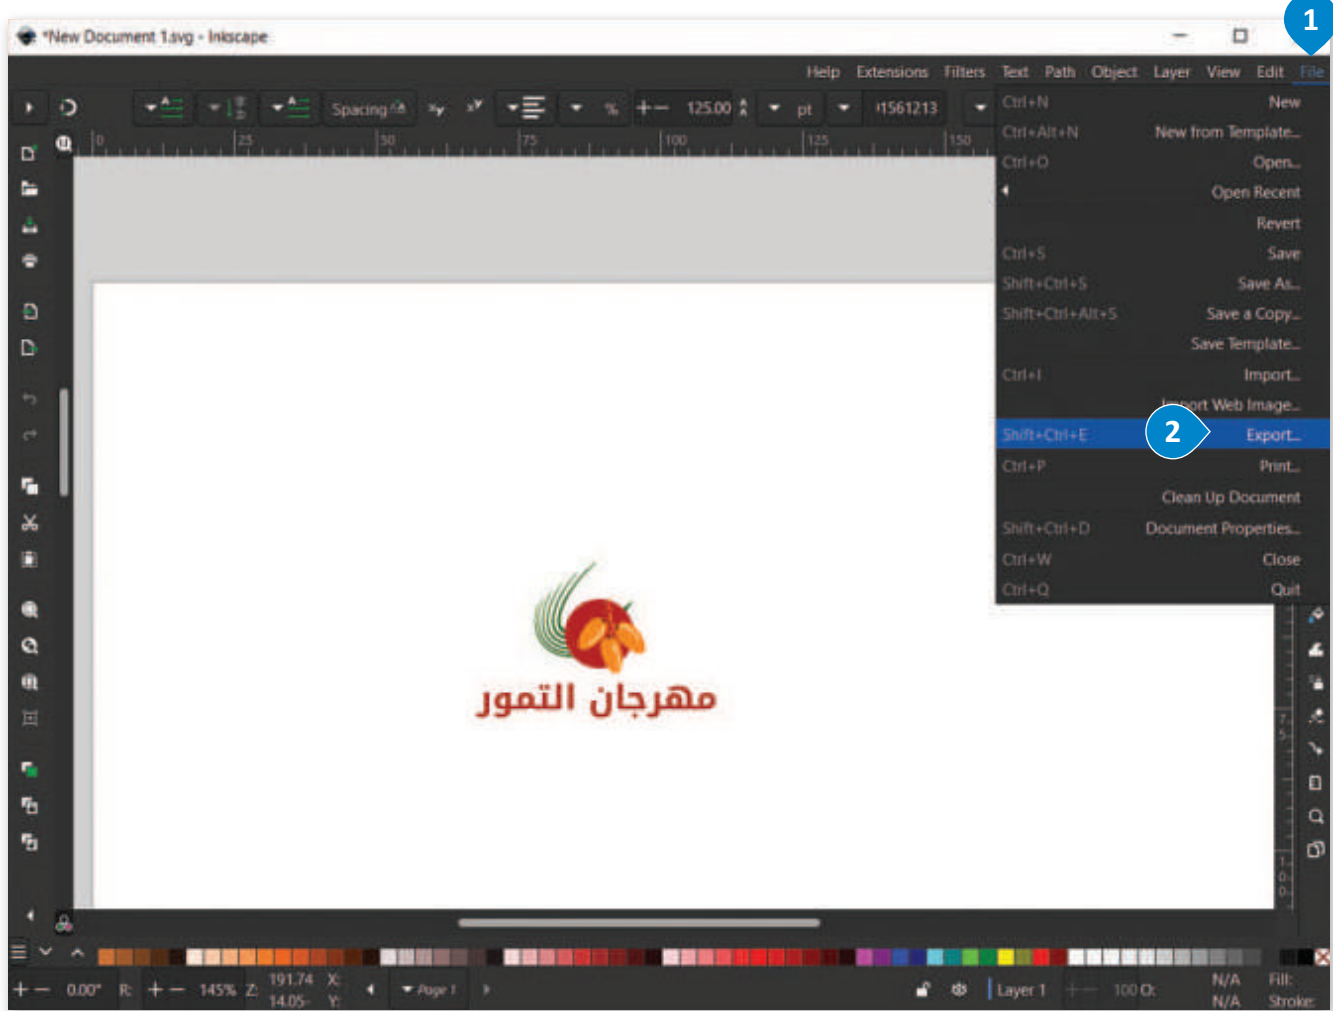 1
*New Document 1.svg - Inkscape
Help Extensions Filters Text Path Object Layer View Edit File
Spacing % 125.00 pt 1561213
0 25 50 75 100 125 150
Ctrl+N New
Ctrl+Alt+N New from Template...
Ctrl+O Open...
Open Recent
Revert
Ctrl+S Save
Shift+Ctrl+S Save As...
Shift+Ctrl+Alt+S Save a Copy...
Save Template...
Ctrl+I Import...
Import Web Image...
Shift+Ctrl+E 2 Export...
Ctrl+P Print...
Clean Up Document
Shift+Ctrl+D Document Properties...
Ctrl+W Close
Ctrl+Q Quit
مهرجان التمور
0.00° R: 145% Z: 191.74 X: Page 1 Layer 1 100 O: N/A Fill:
14.05- Y: N/A Stroke: